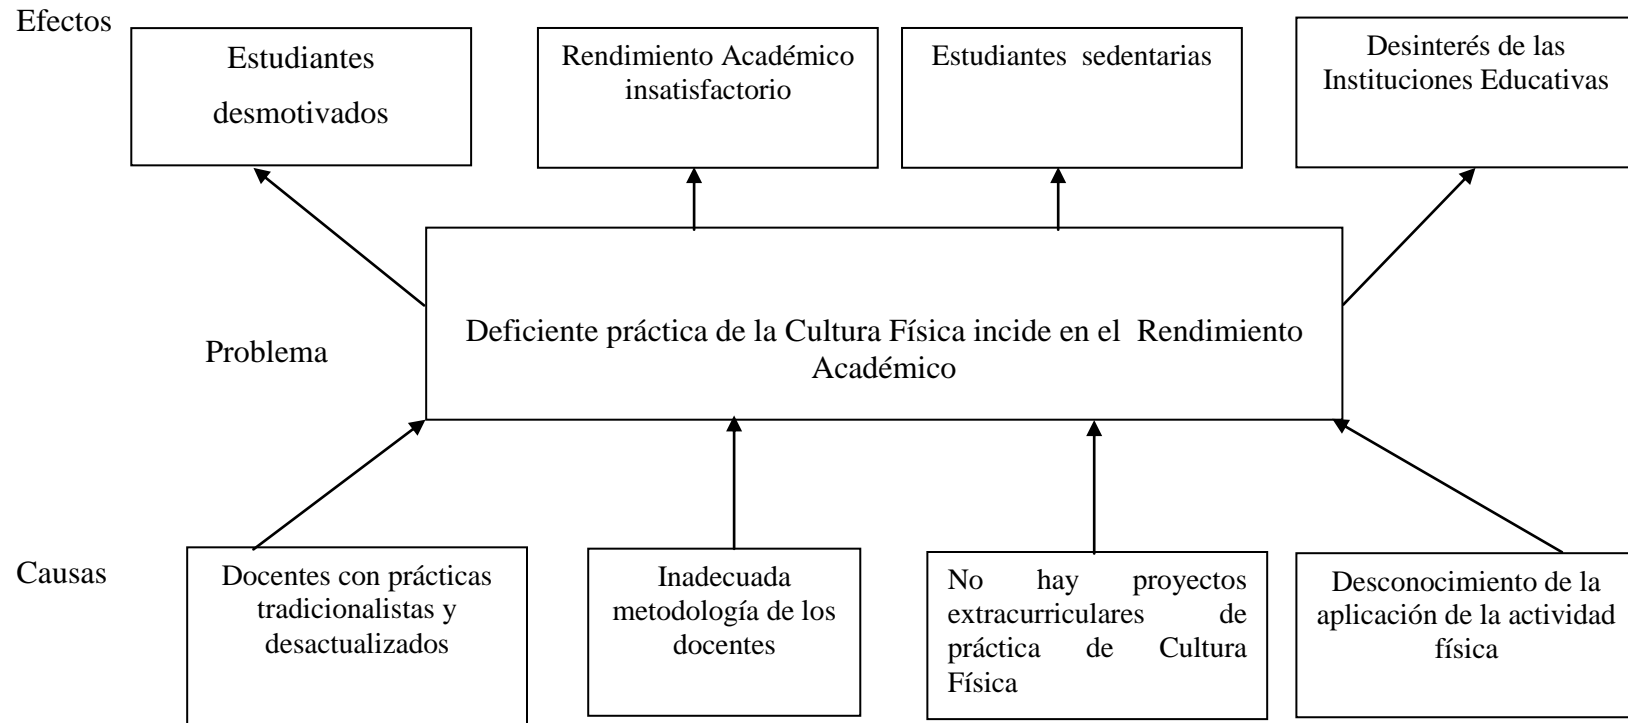 Efectos
Estudiantes
desmotivados
Rendimiento Académico
insatisfactorio
Estudiantes sedentarias
Desinterés de las
Instituciones Educativas
Problema
Deficiente práctica de la Cultura Física incide en el Rendimiento
Académico
Causas
Docentes con prácticas
tradicionalistas y
desactualizados
Inadecuada
metodología de los
docentes
No hay proyectos
extracurriculares de
práctica de Cultura
Física
Desconocimiento de la
aplicación de la actividad
física